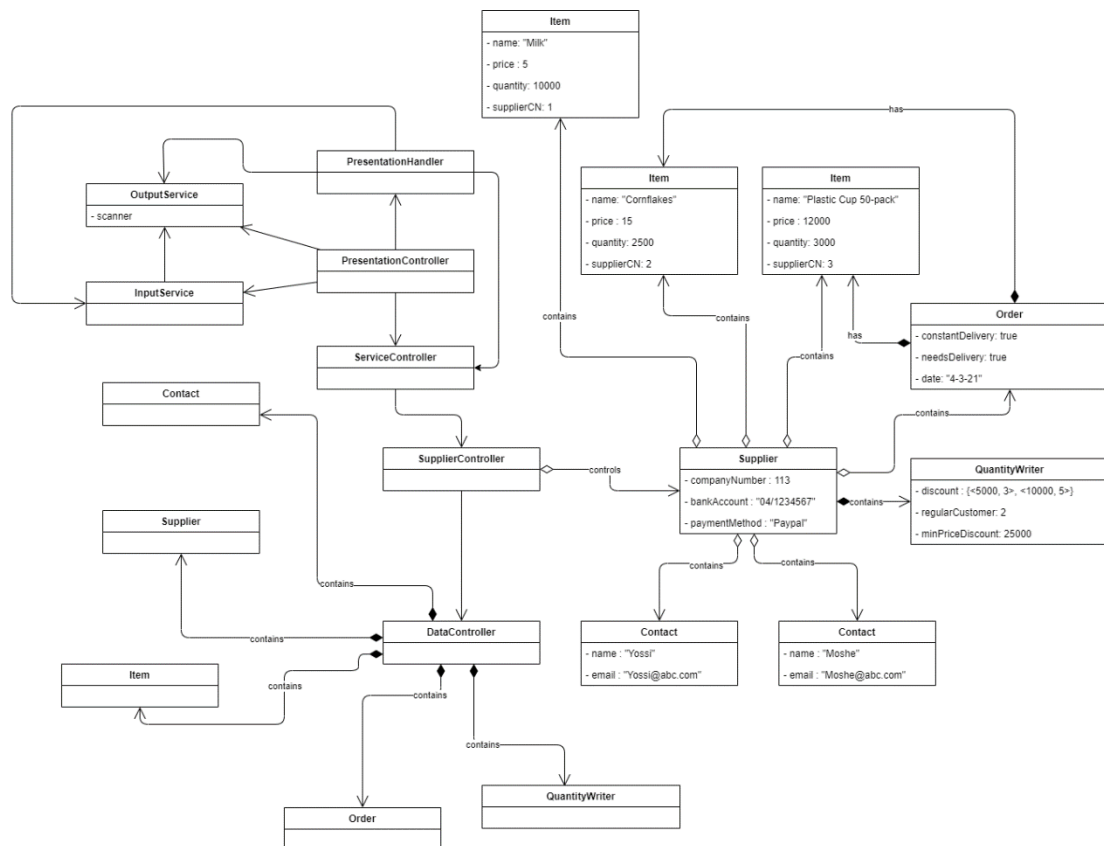 Item
- name: "Milk"
- price : 5
- quantity: 10000
- supplierCN: 1
has
PresentationHandler
OutputService
- scanner
Item
- name: "Cornflakes"
- price : 15
- quantity: 2500
- supplierCN: 2
Item
- name: "Plastic Cup 50-pack"
- price : 12000
- quantity: 3000
- supplierCN: 3
PresentationController
InputService
contains
contains
contains
has
Order
- constantDelivery: true
- needsDelivery: true
- date: "4-3-21"
ServiceController
Contact
contains
SupplierController
controls
Supplier
- companyNumber : 113
- bankAccount : "04/1234567"
- paymentMethod : "Paypal"
contains
QuantityWriter
- discount : {<5000, 3>, <10000, 5>}
- regularCustomer: 2
- minPriceDiscount: 25000
Supplier
contains
contains
contains
contains
DataController
Contact
- name : "Yossi"
- email : "Yossi@abc.com"
Contact
- name : "Moshe"
- email : "Moshe@abc.com"
Item
contains
contains
contains
QuantityWriter
Order